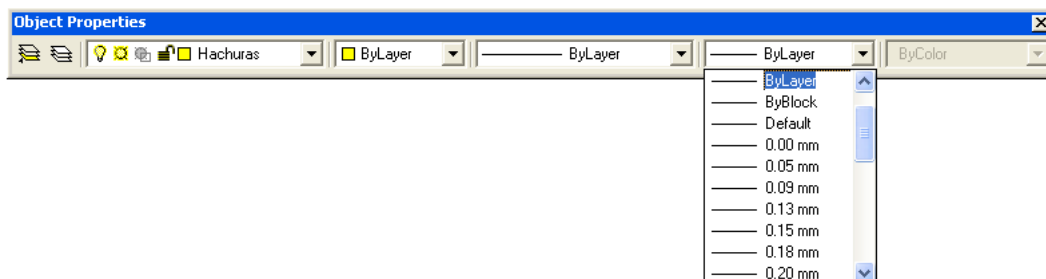 Object Properties
Hachuras ByLayer ByLayer ByLayer ByColor
ByLayer
ByBlock
Default
0.00 mm
0.05 mm
0.09 mm
0.13 mm
0.15 mm
0.18 mm
0.20 mm